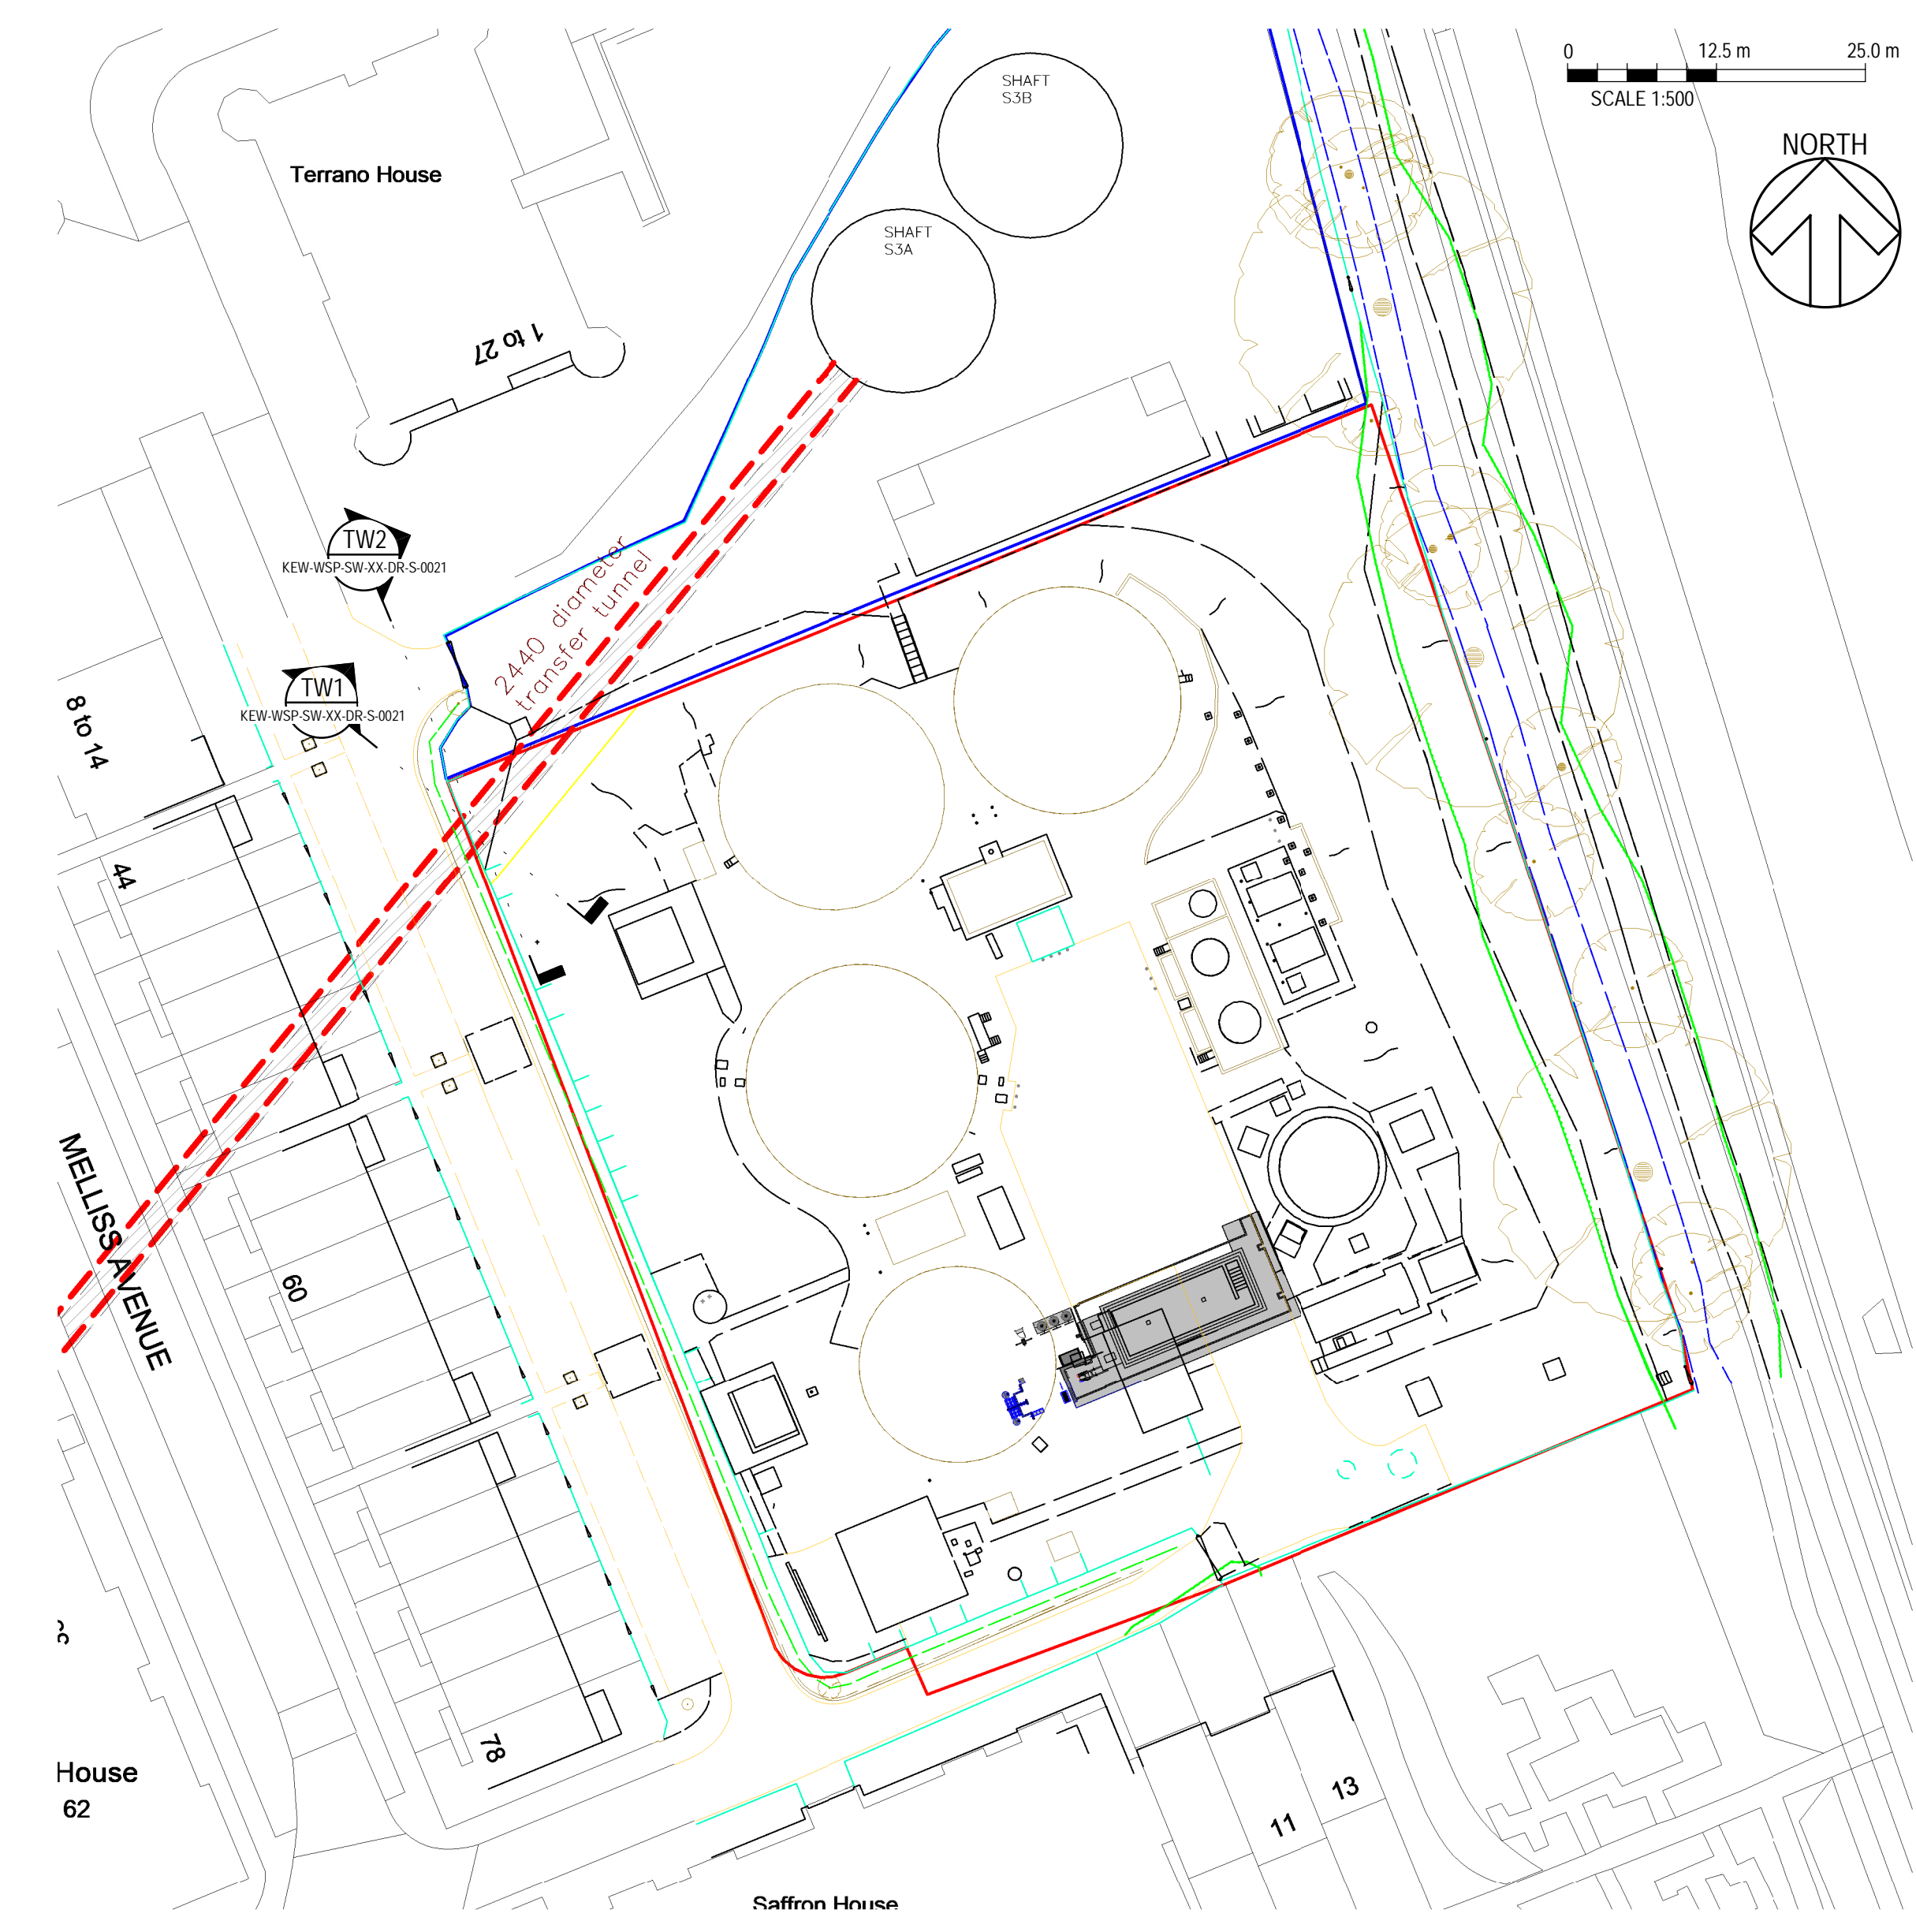 0 12.5 m 25.0 m
SCALE 1:500
NORTH
SHAFT
S3B
SHAFT
S3A
Terrano House
1 to 27
TW2
KEW-WSP-SW-XX-DR-S-0021
2440 diameter
transfer tunnel
TW1
KEW-WSP-SW-XX-DR-S-0021
8 to 14
44
MELLISS AVENUE
60
78
House
62
13
11
Saffron House